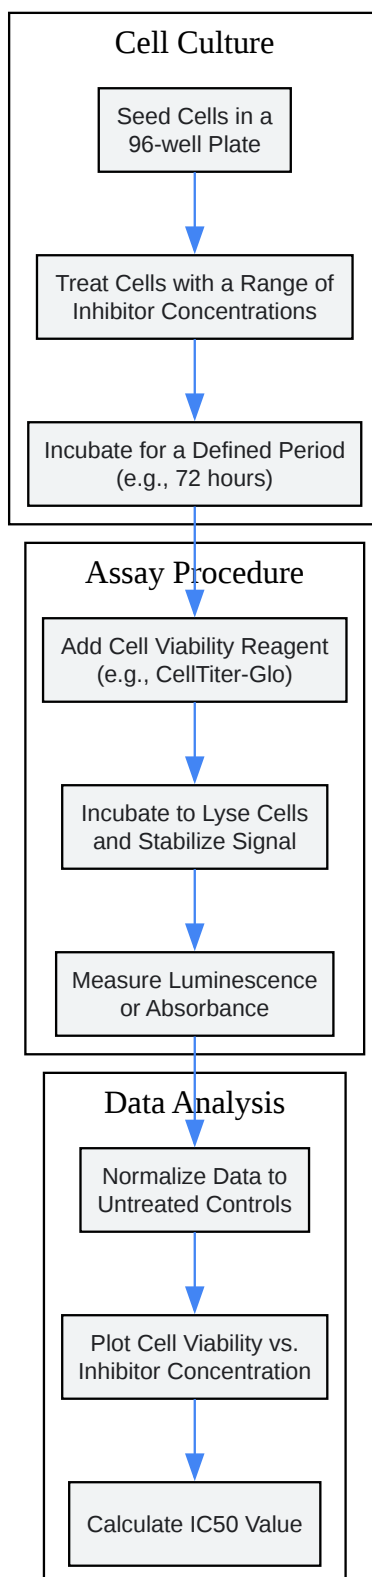 Cell Culture
Seed Cells in a
96-well Plate
Treat Cells with a Range of
Inhibitor Concentrations
Incubate for a Defined Period
(e.g., 72 hours)
Assay Procedure
Add Cell Viability Reagent
(e.g., CellTiter-Glo)
Incubate to Lyse Cells
and Stabilize Signal
Measure Luminescence
or Absorbance
Data Analysis
Normalize Data to
Untreated Controls
Plot Cell Viability vs.
Inhibitor Concentration
Calculate IC50 Value